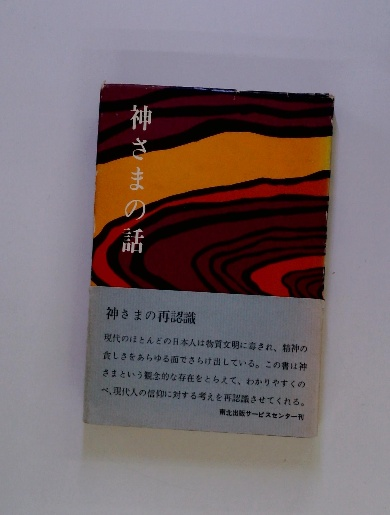 神さまの話
神さまの再認識
現代のほとんどの日本人は物質文明に毒され、精神の
貧しさをあらゆる面でさらけ出している。この書は神
さまという観念的な存在をとらえて、わかりやすくの
べ、現代人の信仰に対する考えを再認識させてくれる。
東北出版サービスセンター刊